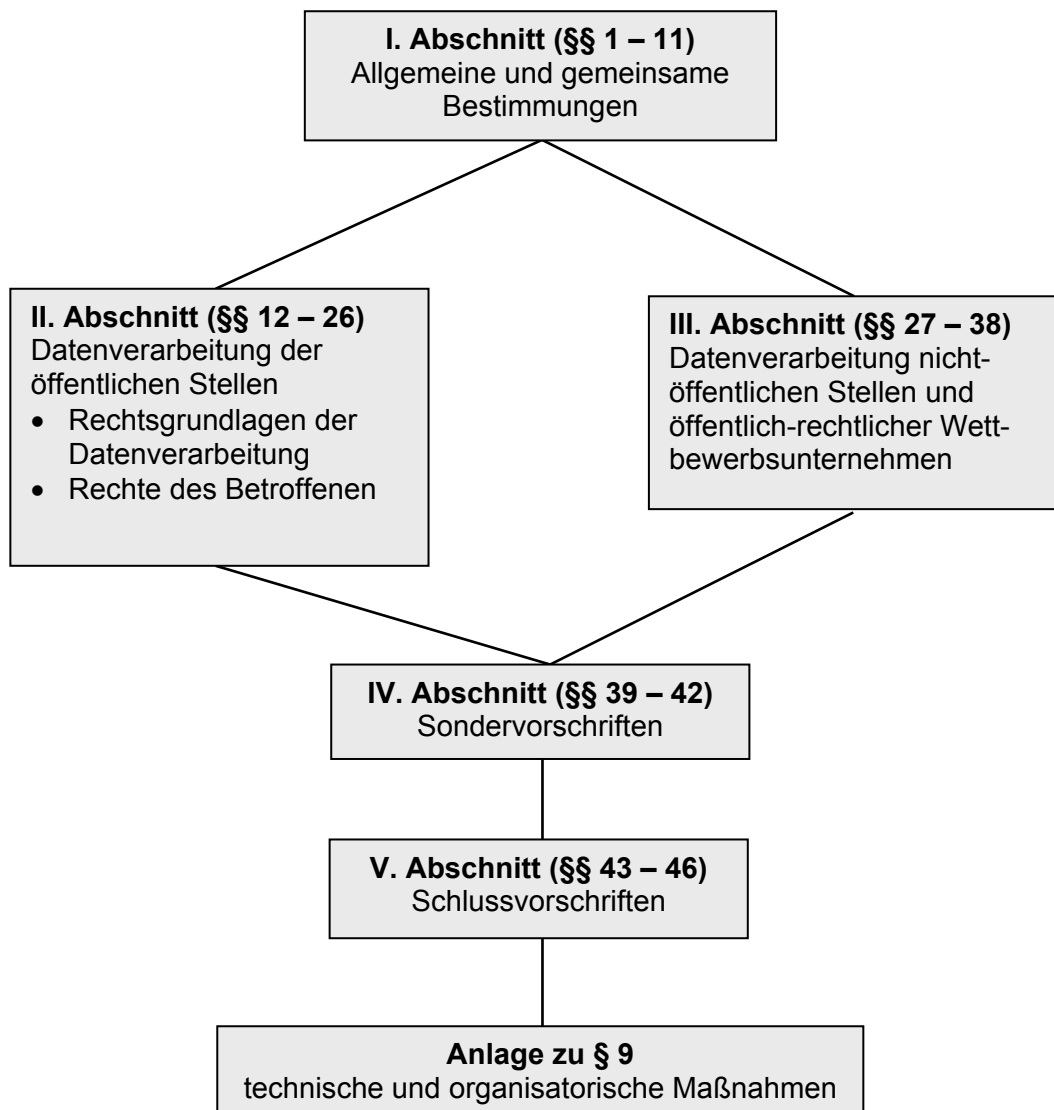 I. Abschnitt (§§ 1 – 11)
Allgemeine und gemeinsame
Bestimmungen
II. Abschnitt (§§ 12 – 26)
Datenverarbeitung der
öffentlichen Stellen
• Rechtsgrundlagen der
Datenverarbeitung
• Rechte des Betroffenen
III. Abschnitt (§§ 27 – 38)
Datenverarbeitung nicht-
öffentlichen Stellen und
öffentlich-rechtlicher Wett-
bewerbsunternehmen
IV. Abschnitt (§§ 39 – 42)
Sondervorschriften
V. Abschnitt (§§ 43 – 46)
Schlussvorschriften
Anlage zu § 9
technische und organisatorische Maßnahmen